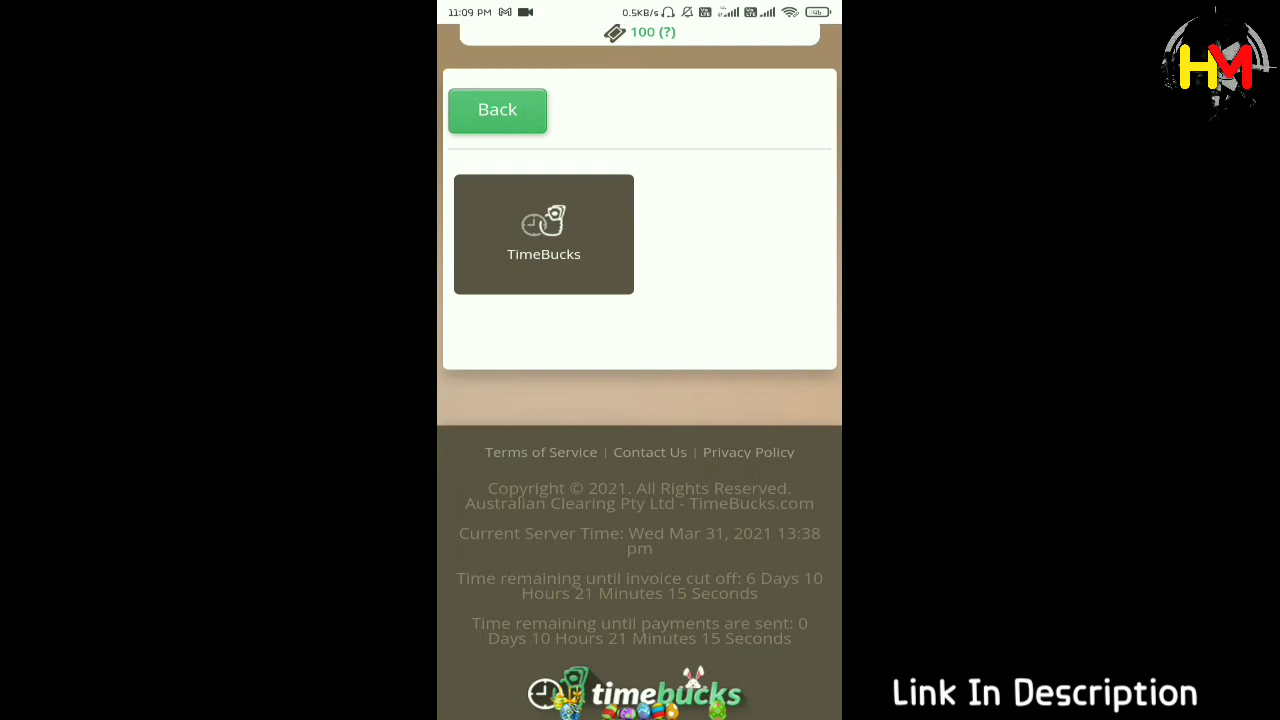 11:09 PM
0.5KB/s
46
100 (?)
HM
Back
TimeBucks
Terms of Service | Contact Us | Privacy Policy
Copyright © 2021. All Rights Reserved.
Australian Clearing Pty Ltd - TimeBucks.com
Current Server Time: Wed Mar 31, 2021 13:38
pm
Time remaining until invoice cut off: 6 Days 10
Hours 21 Minutes 15 Seconds
Time remaining until payments are sent: 0
Days 10 Hours 21 Minutes 15 Seconds
timebucks
Link In Description